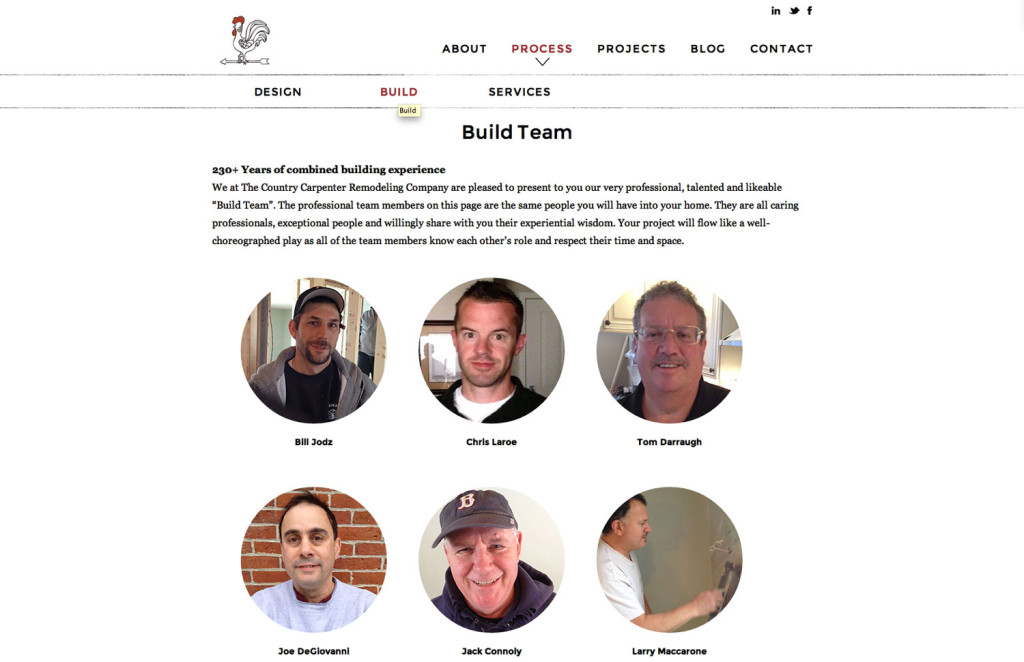 in f
ABOUT PROCESS PROJECTS BLOG CONTACT
DESIGN BUILD SERVICES
Build
Build Team
230+ Years of combined building experience
We at The Country Carpenter Remodeling Company are pleased to present to you our very professional, talented and likeable
“Build Team”. The professional team members on this page are the same people you will have into your home. They are all caring
professionals, exceptional people and willingly share with you their experiential wisdom. Your project will flow like a well-
choreographed play as all of the team members know each other’s role and respect their time and space.
Bill Jodz Chris Laroe Tom Darraugh
B
Joe DeGiovanni Jack Connoly Larry Maccarone